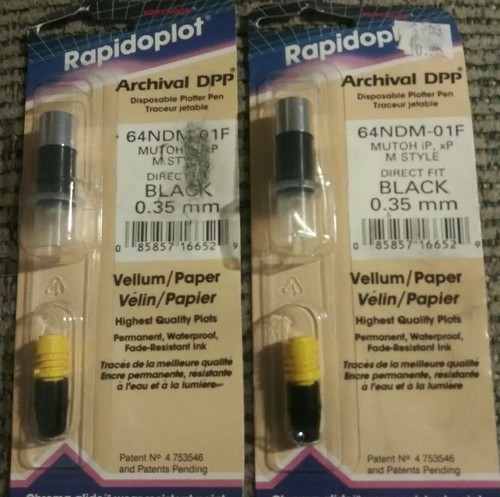 Rapidoplot
Archival DPP
Disposable Plotter Pen
Traceur jetable
64NDM-01F
M STYLE
BLACK
0.35 mm
0 85857 16652 9
Vellum/Paper
Vélin/Papier
Highest Quality Plots
Permanent, Waterproof,
Fade-Resistant Ink
Tracés de la meilleure qualité
Encre permanente, résistante
à l'eau et à la lumière
Patent Nº 4 753546
and Patents Pending
Archival DPP
Disposable Plotter Pen
Traceur jetable
64NDM-01F
MUTOH iP, xP
M STYLE
DIRECT FIT
BLACK
0.35 mm
0 85857 16652 9
Vellum/Paper
Vélin/Papier
Highest Quality Plots
Permanent, Waterproof,
Fade-Resistant Ink
Tracés de la meilleure qualité
Encre permanente, résistante
à l'eau et à la lumière
Patent Nº 4 753546
and Patents Pending